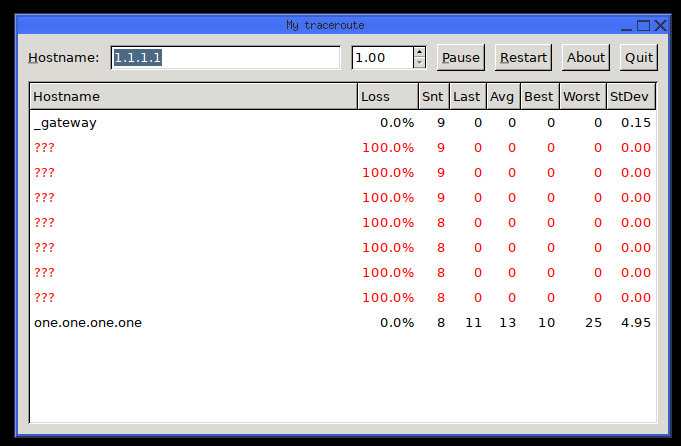 My traceroute
Hostname: 1.1.1.1 1.00 Pause Restart About Quit
Hostname Loss Snt Last Avg Best Worst StDev
_gateway 0.0% 9 0 0 0 0 0.15
??? 100.0% 9 0 0 0 0 0.00
??? 100.0% 9 0 0 0 0 0.00
??? 100.0% 9 0 0 0 0 0.00
??? 100.0% 8 0 0 0 0 0.00
??? 100.0% 8 0 0 0 0 0.00
??? 100.0% 8 0 0 0 0 0.00
??? 100.0% 8 0 0 0 0 0.00
one.one.one.one 0.0% 8 11 13 10 25 4.95